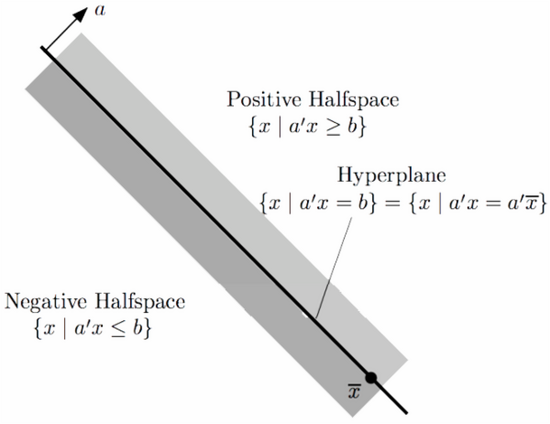 a
Positive Halfspace
{x | a′x ≥ b}
Hyperplane
{x | a′x = b} = {x | a′x = a′x̅}
Negative Halfspace
{x | a′x ≤ b}
x̅